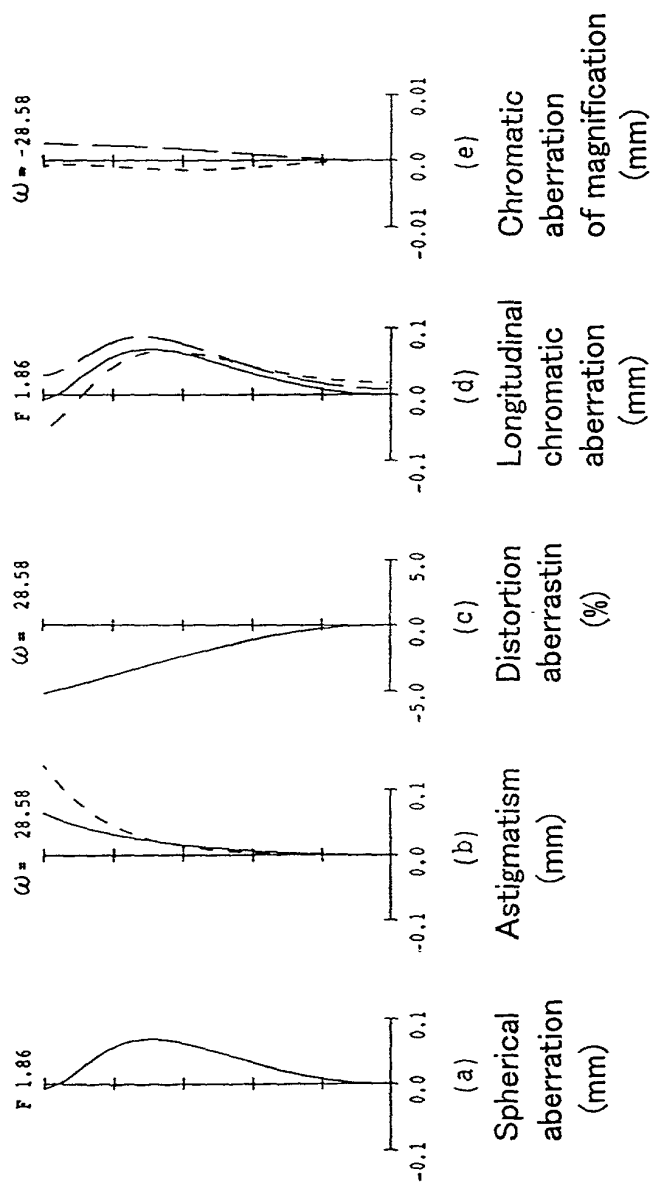 F 1.86
-0.1 0.0 0.1
(a)
Spherical
aberration
(mm)
ω= 28.58
-0.1 0.0 0.1
(b)
Astigmatism
(mm)
ω= 28.58
-5.0 0.0 5.0
(c)
Distortion
aberrastin
(%)
F 1.86
-0.1 0.0 0.1
(d)
Longitudinal
chromatic
aberration
(mm)
ω= -28.58
-0.01 0.0 0.01
(e)
Chromatic
aberration
of magnification
(mm)